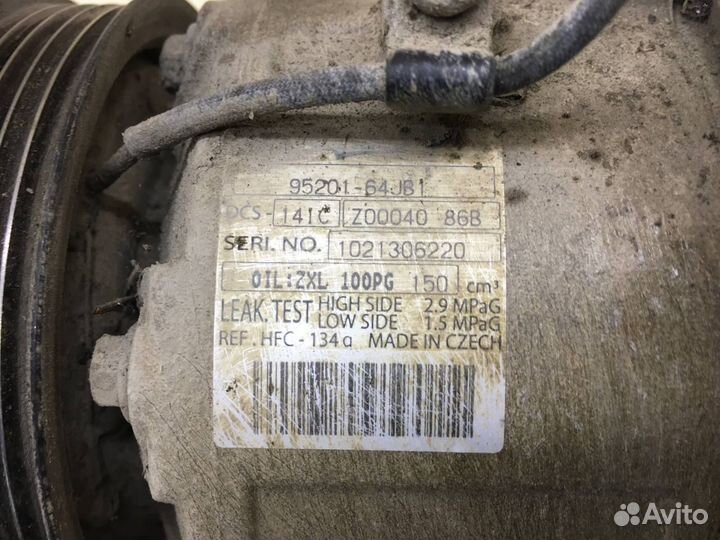 95201-64JB1
DCS-141C Z00040 86B
SERI. NO. 1021306220
OIL:ZXL 100PG 150 cm³
LEAK. TEST HIGH SIDE 2.9 MPaG
LOW SIDE 1.5 MPaG
REF. HFC-134a MADE IN CZECH
Avito